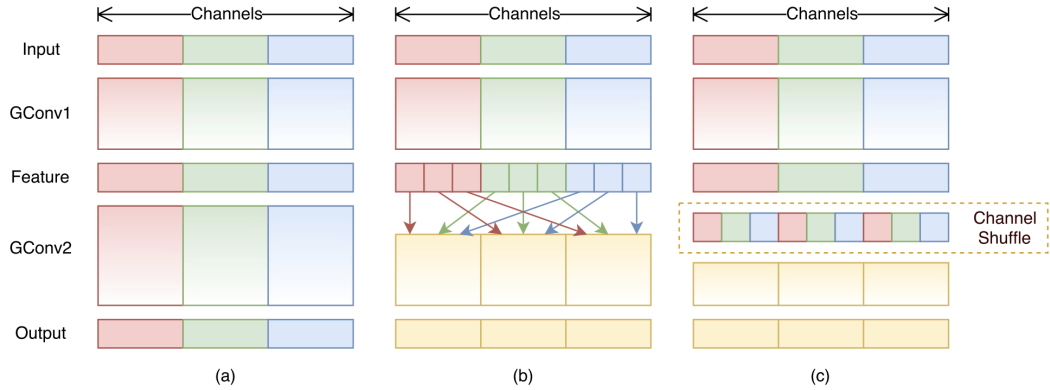 Channels Channels Channels
Input
GConv1
Feature
Channel
Shuffle
GConv2
Output
(a) (b) (c)